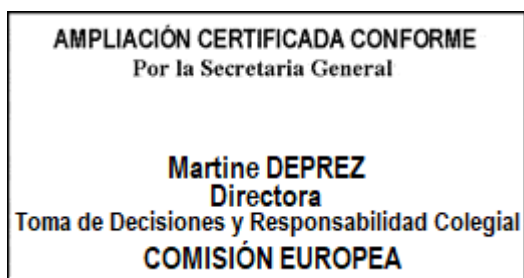 AMPLIACIÓN CERTIFICADA CONFORME
Por la Secretaria General
Martine DEPREZ
Directora
Toma de Decisiones y Responsabilidad Colegial
COMISIÓN EUROPEA